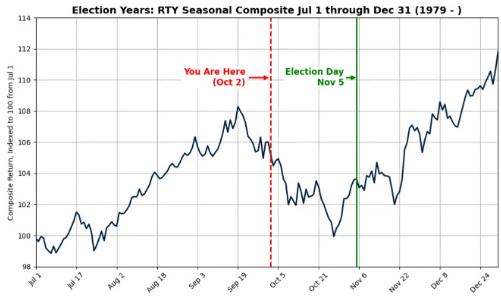 Election Years: RTY Seasonal Composite Jul 1 through Dec 31 (1979 - )
Composite Return, Indexed to 100 from Jul 1
114
112
110
108
106
104
102
100
98
You Are Here
(Oct 2)
Election Day
Nov 5
Jul 1
Jul 17
Aug 2
Aug 18
Sep 3
Sep 19
Oct 5
Oct 21
Nov 6
Nov 22
Dec 8
Dec 24